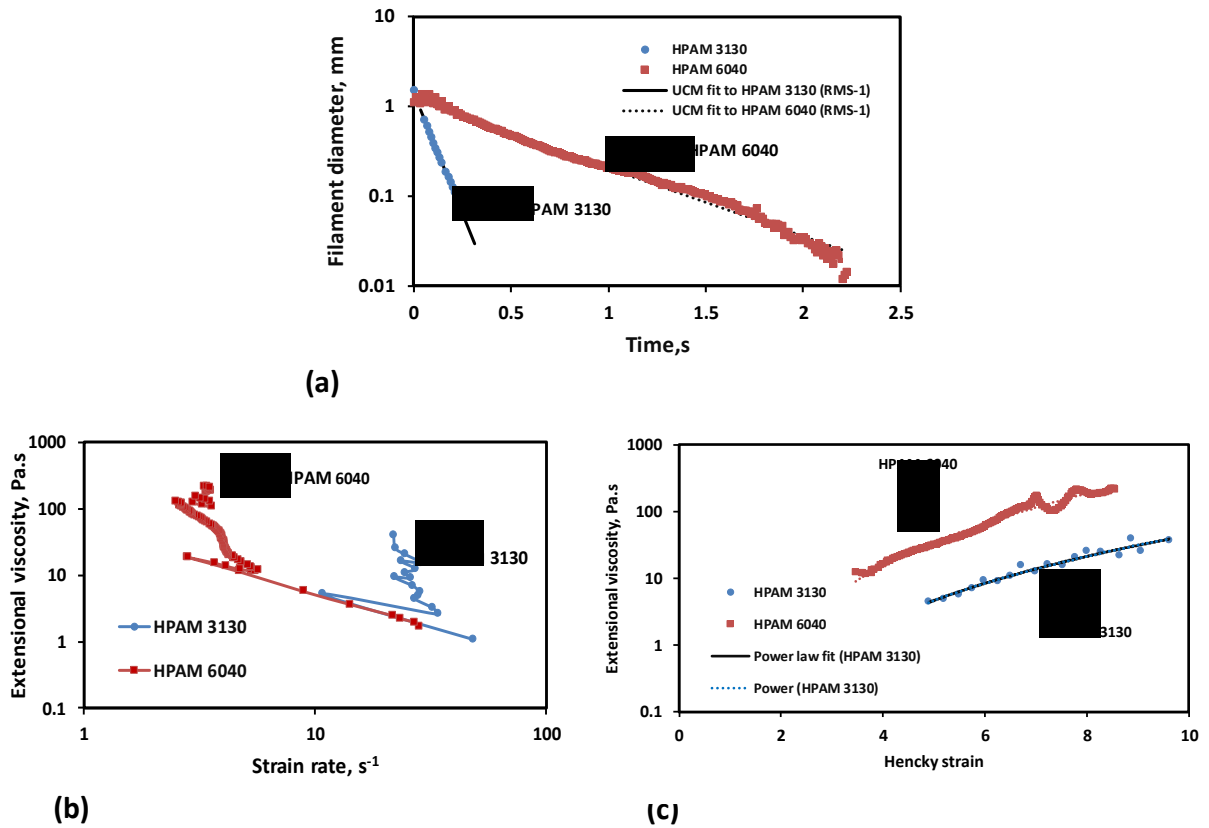 10
HPAM 3130
HPAM 6040
UCM fit to HPAM 3130 (RMS-1)
UCM fit to HPAM 6040 (RMS-1)
1
0.1
0.01
Filament diameter, mm
HPAM 6040
PAM 3130
0 0.5 1 1.5 2 2.5
Time,s
(a)
1000
100
10
1
0.1
Extensional viscosity, Pa.s
HPAM 6040
3130
HPAM 3130
HPAM 6040
1 10 100
Strain rate, s-1
(b)
1000
100
10
1
0.1
Extensional viscosity, Pa.s
3130
HPAM 3130
HPAM 6040
Power law fit (HPAM 3130)
Power (HPAM 3130)
0 2 4 6 8 10
Hencky strain
(c)